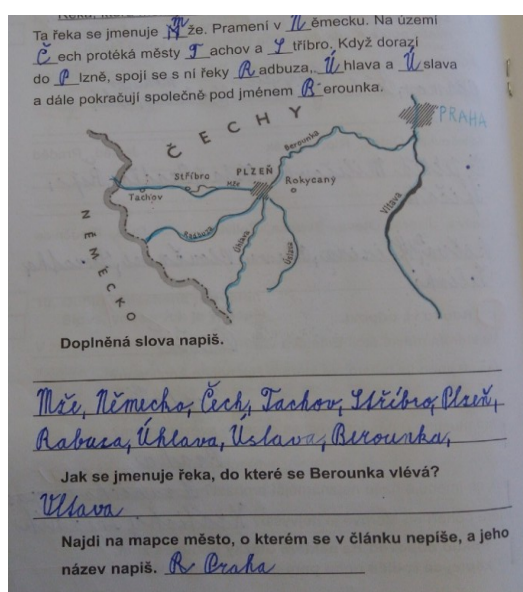 Ta řeka se jmenuje Mže. Pramení v Německu. Na území
Čech protéká městy Tachov a Stříbro. Když dorazí
do Plzně, spojí se s ní řeky Radbuza, Úhlava a Úslava
a dále pokračují společně pod jménem Berounka.
ČECHY
PRAHA
Berounka
PLZEŇ
Stříbro
Mže
Rokycany
Tachov
Vltava
Radbuza
Úhlava
Úslava
NĚMECKO
Doplněná slova napiš.
Mže, Německo, Čech, Tachov, Stříbro, Plzeň,
Rabuza, Úhlava, Úslava, Berounka,
Jak se jmenuje řeka, do které se Berounka vlévá?
Vltava
Najdi na mapce město, o kterém se v článku nepíše, a jeho
název napiš. R Praha